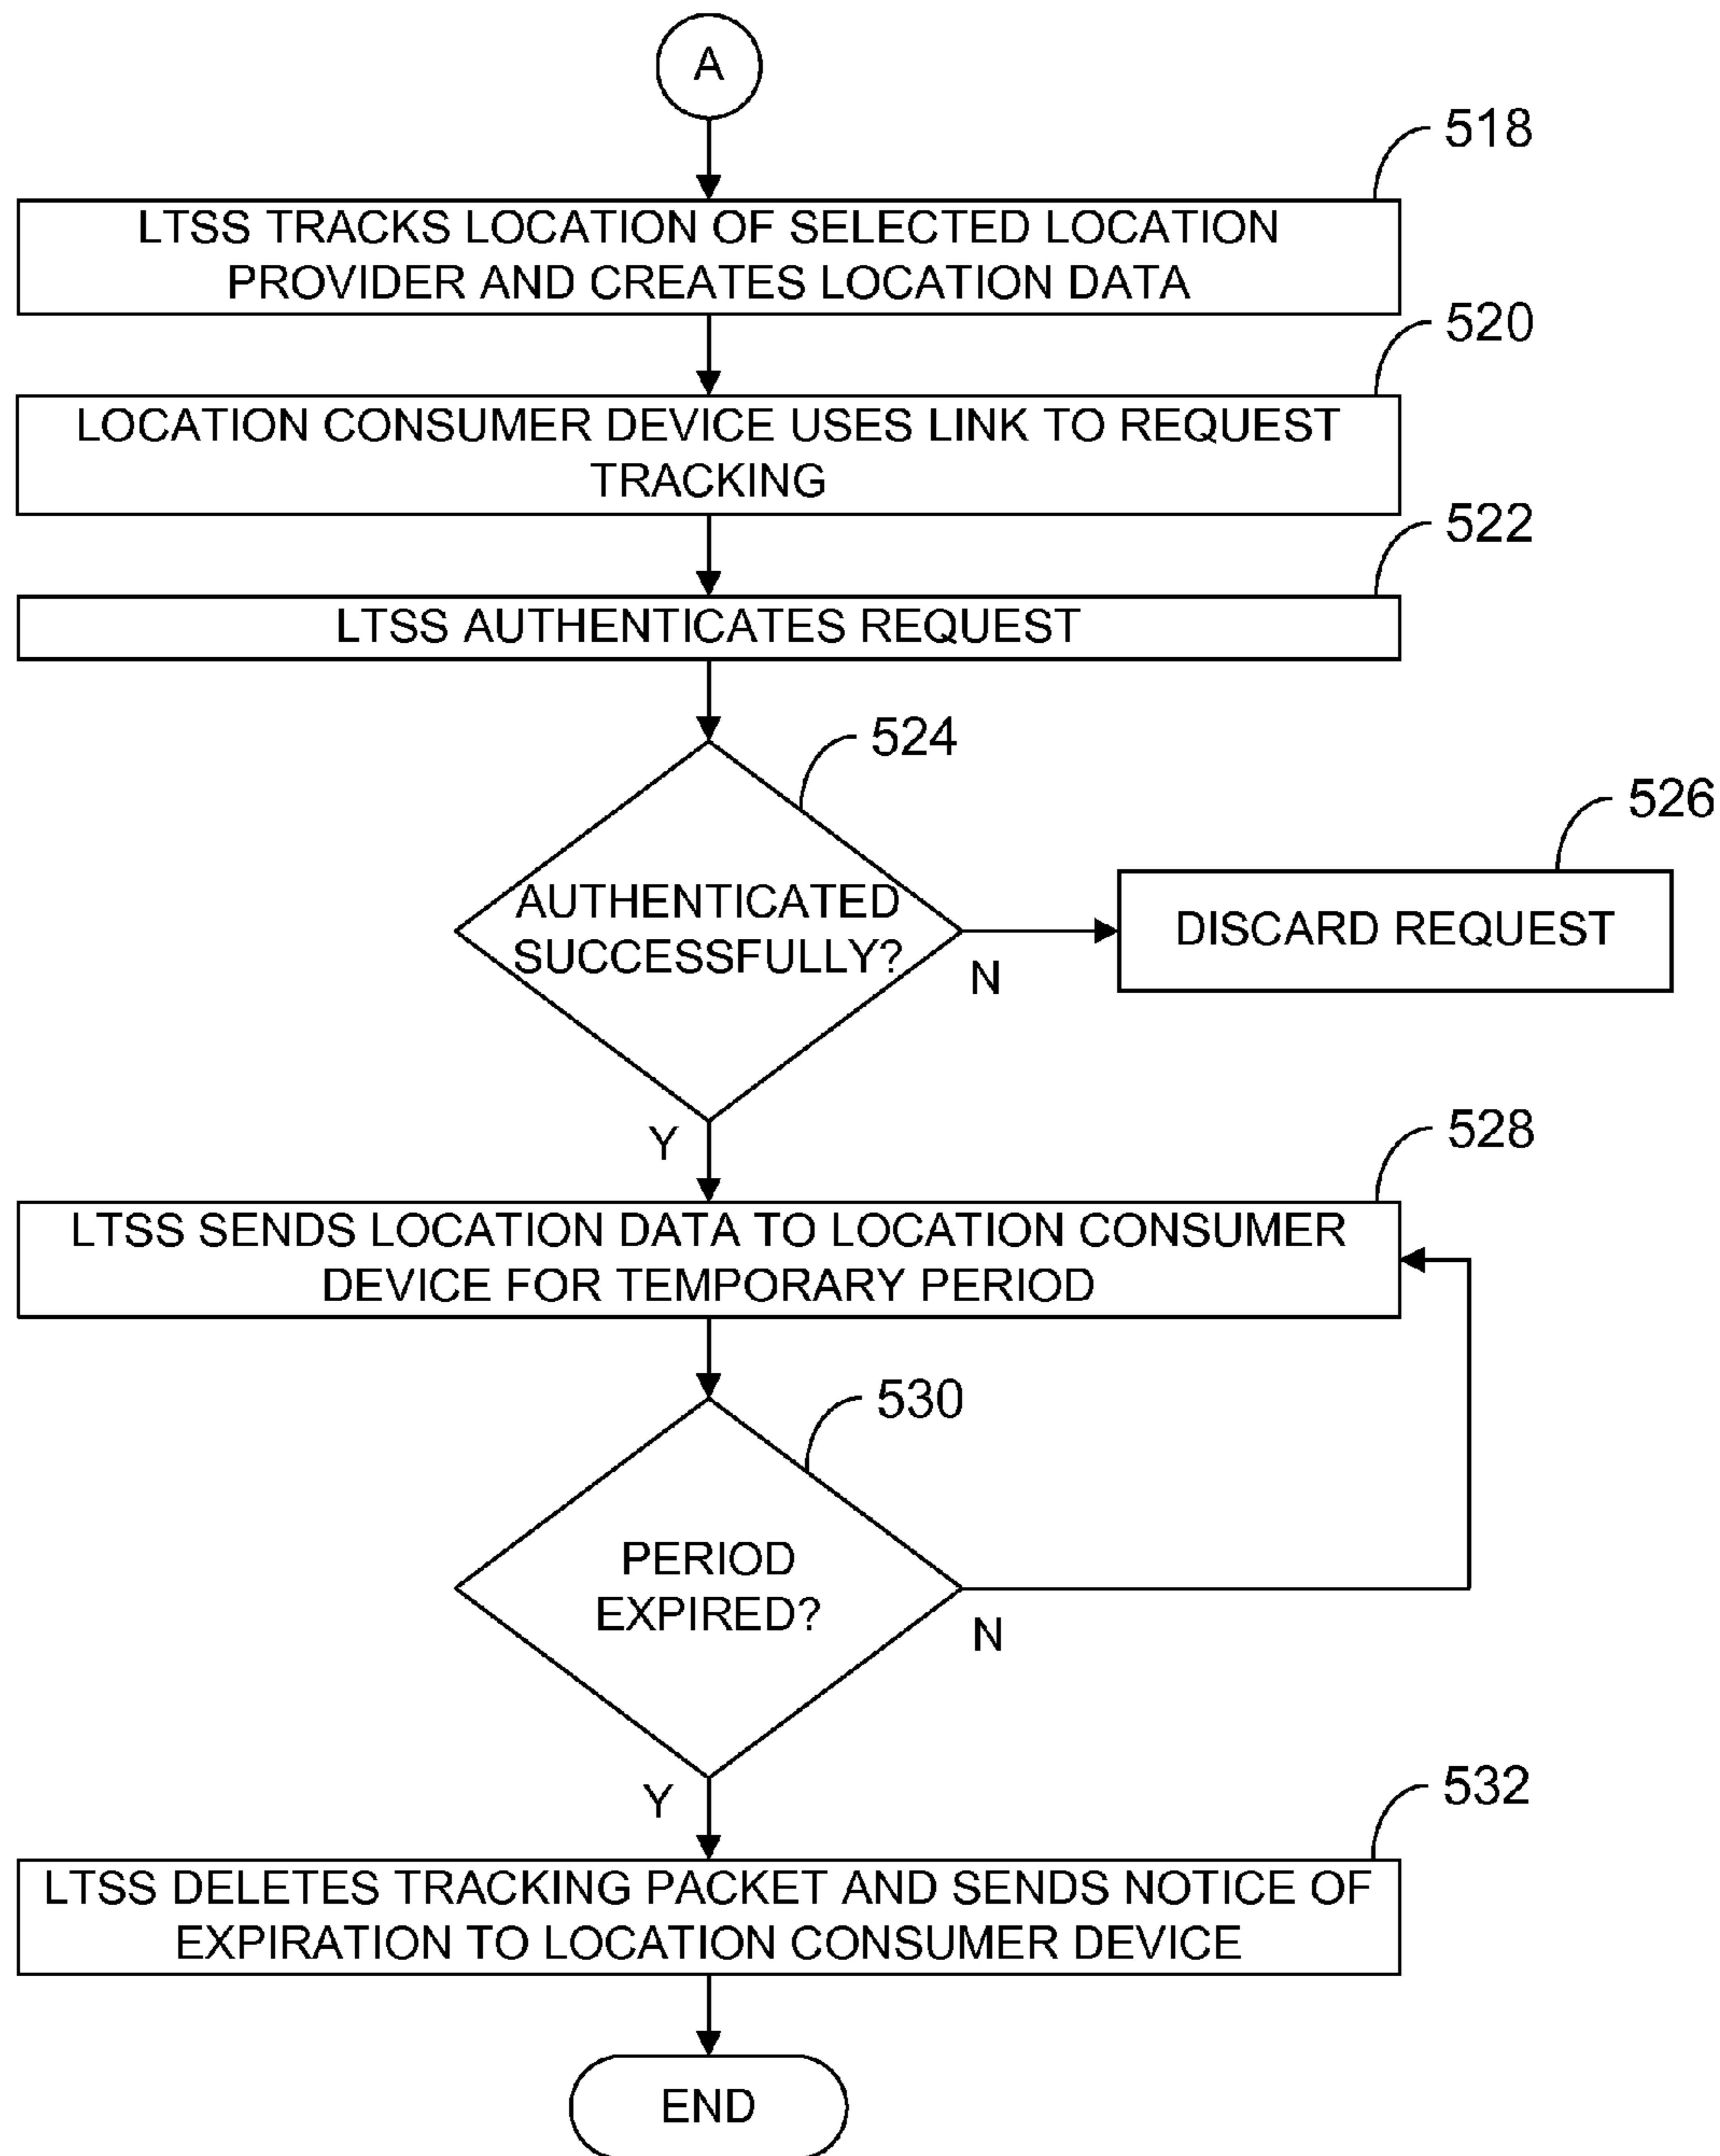 A
518
LTSS TRACKS LOCATION OF SELECTED LOCATION
PROVIDER AND CREATES LOCATION DATA
520
LOCATION CONSUMER DEVICE USES LINK TO REQUEST
TRACKING
522
LTSS AUTHENTICATES REQUEST
524
AUTHENTICATED
SUCCESSFULLY?
N
526
DISCARD REQUEST
Y
528
LTSS SENDS LOCATION DATA TO LOCATION CONSUMER
DEVICE FOR TEMPORARY PERIOD
530
PERIOD
EXPIRED?
N
Y
532
LTSS DELETES TRACKING PACKET AND SENDS NOTICE OF
EXPIRATION TO LOCATION CONSUMER DEVICE
END